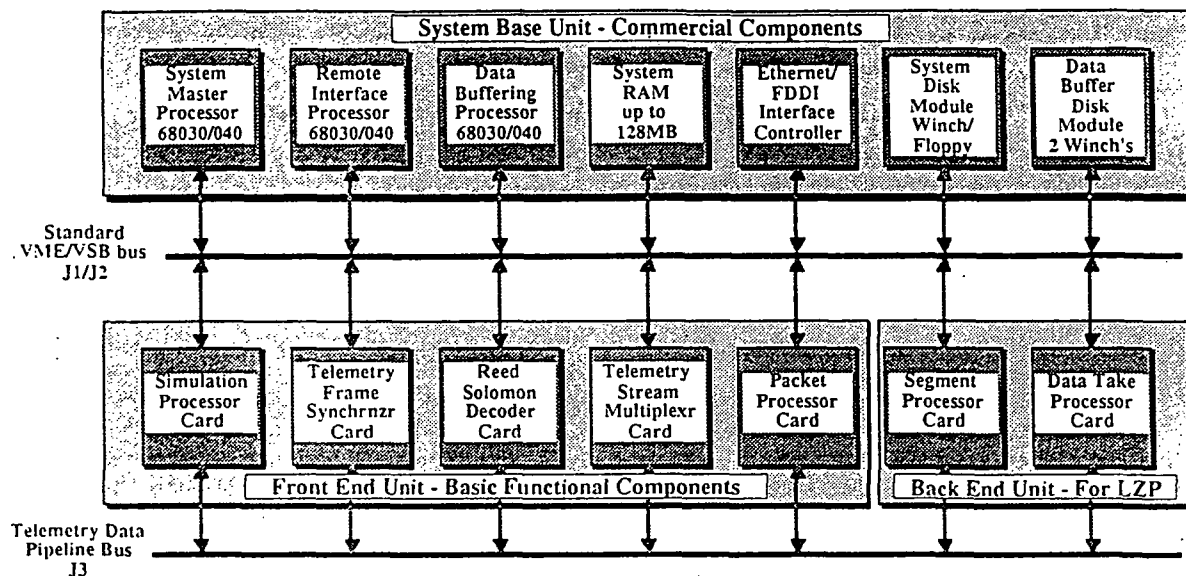 System Base Unit - Commercial Components
System
Master
Processor
68030/040
Remote
Interface
Processor
68030/040
Data
Buffering
Processor
68030/040
System
RAM
up to
128MB
Ethernet/
FDDI
Interface
Controller
System
Disk
Module
Winch/
Floppy
Data
Buffer
Disk
Module
2 Winch's
Standard
VME/VSB bus
J1/J2
Simulation
Processor
Card
Telemetry
Frame
Synchrnzr
Card
Reed
Solomon
Decoder
Card
Telemetry
Stream
Multiplexr
Card
Packet
Processor
Card
Segment
Processor
Card
Data Take
Processor
Card
Front End Unit - Basic Functional Components
Back End Unit - For LZP
Telemetry Data
Pipeline Bus
J3